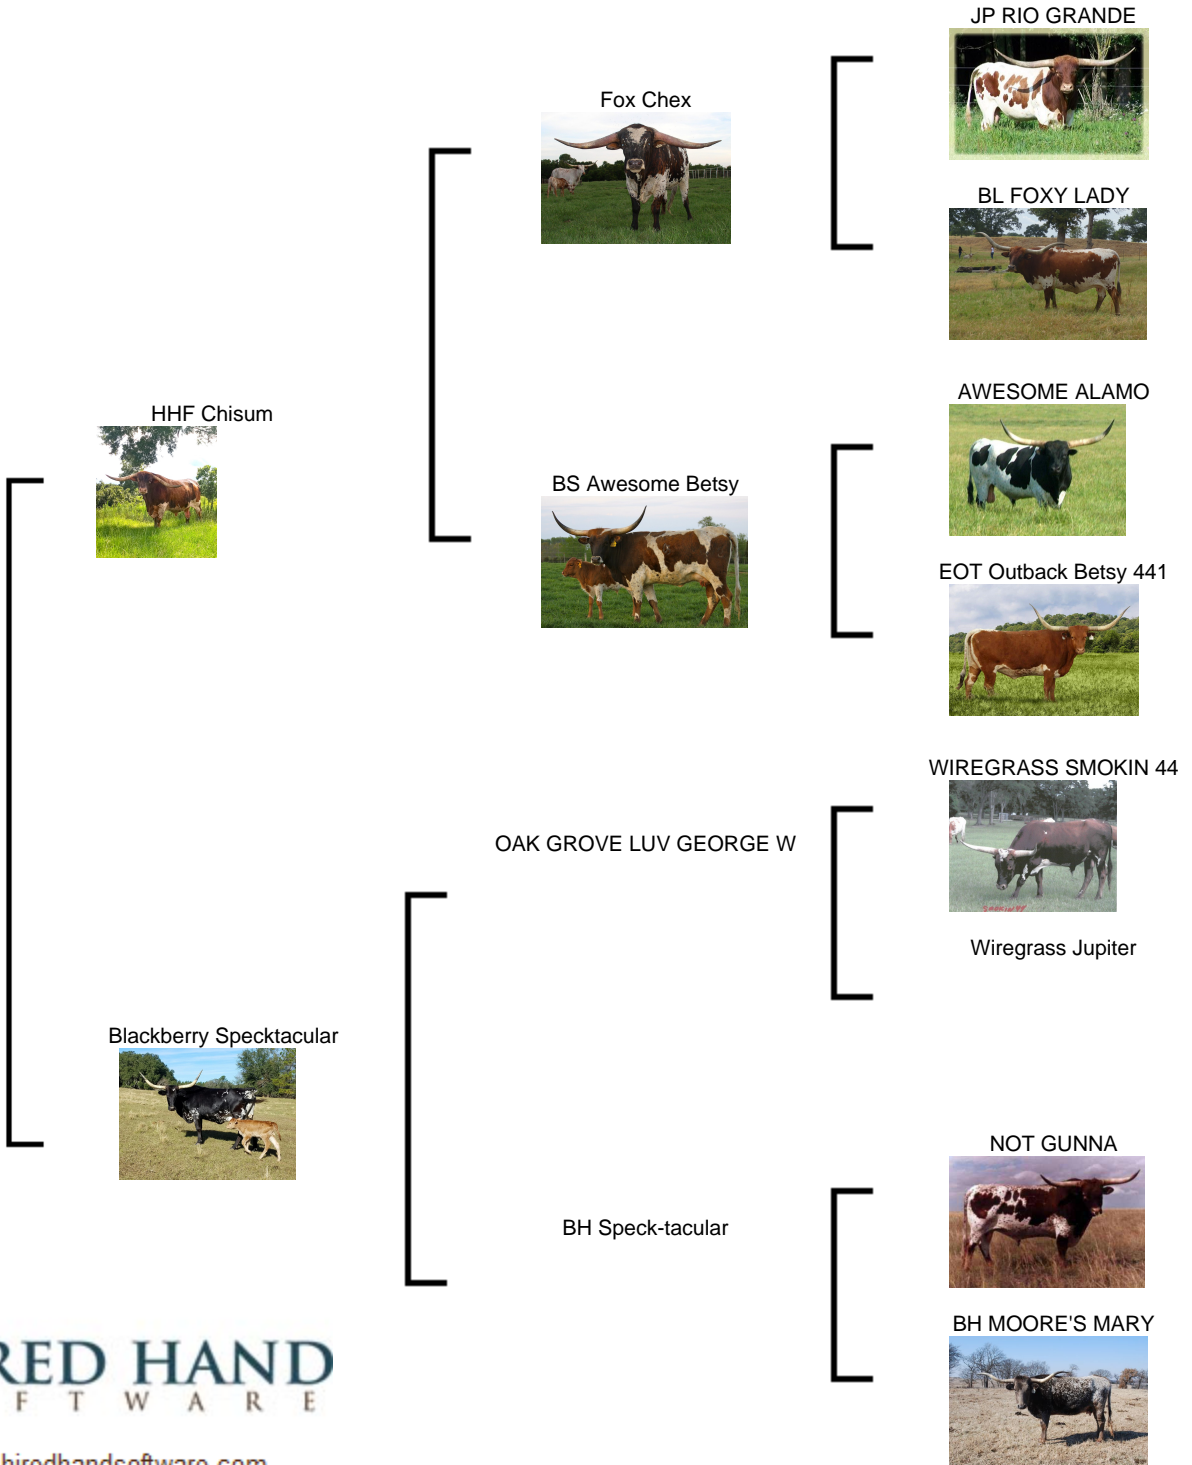 JP RIO GRANDE
Fox Chex
BL FOXY LADY
AWESOME ALAMO
HHF Chisum
BS Awesome Betsy
EOT Outback Betsy 441
WIREGRASS SMOKIN 44
OAK GROVE LUV GEORGE W
Wiregrass Jupiter
Blackberry Specktacular
NOT GUNNA
BH Speck-tacular
BH MOORE'S MARY
RED HAND
F T W A R E
hiredhandsoftware.com